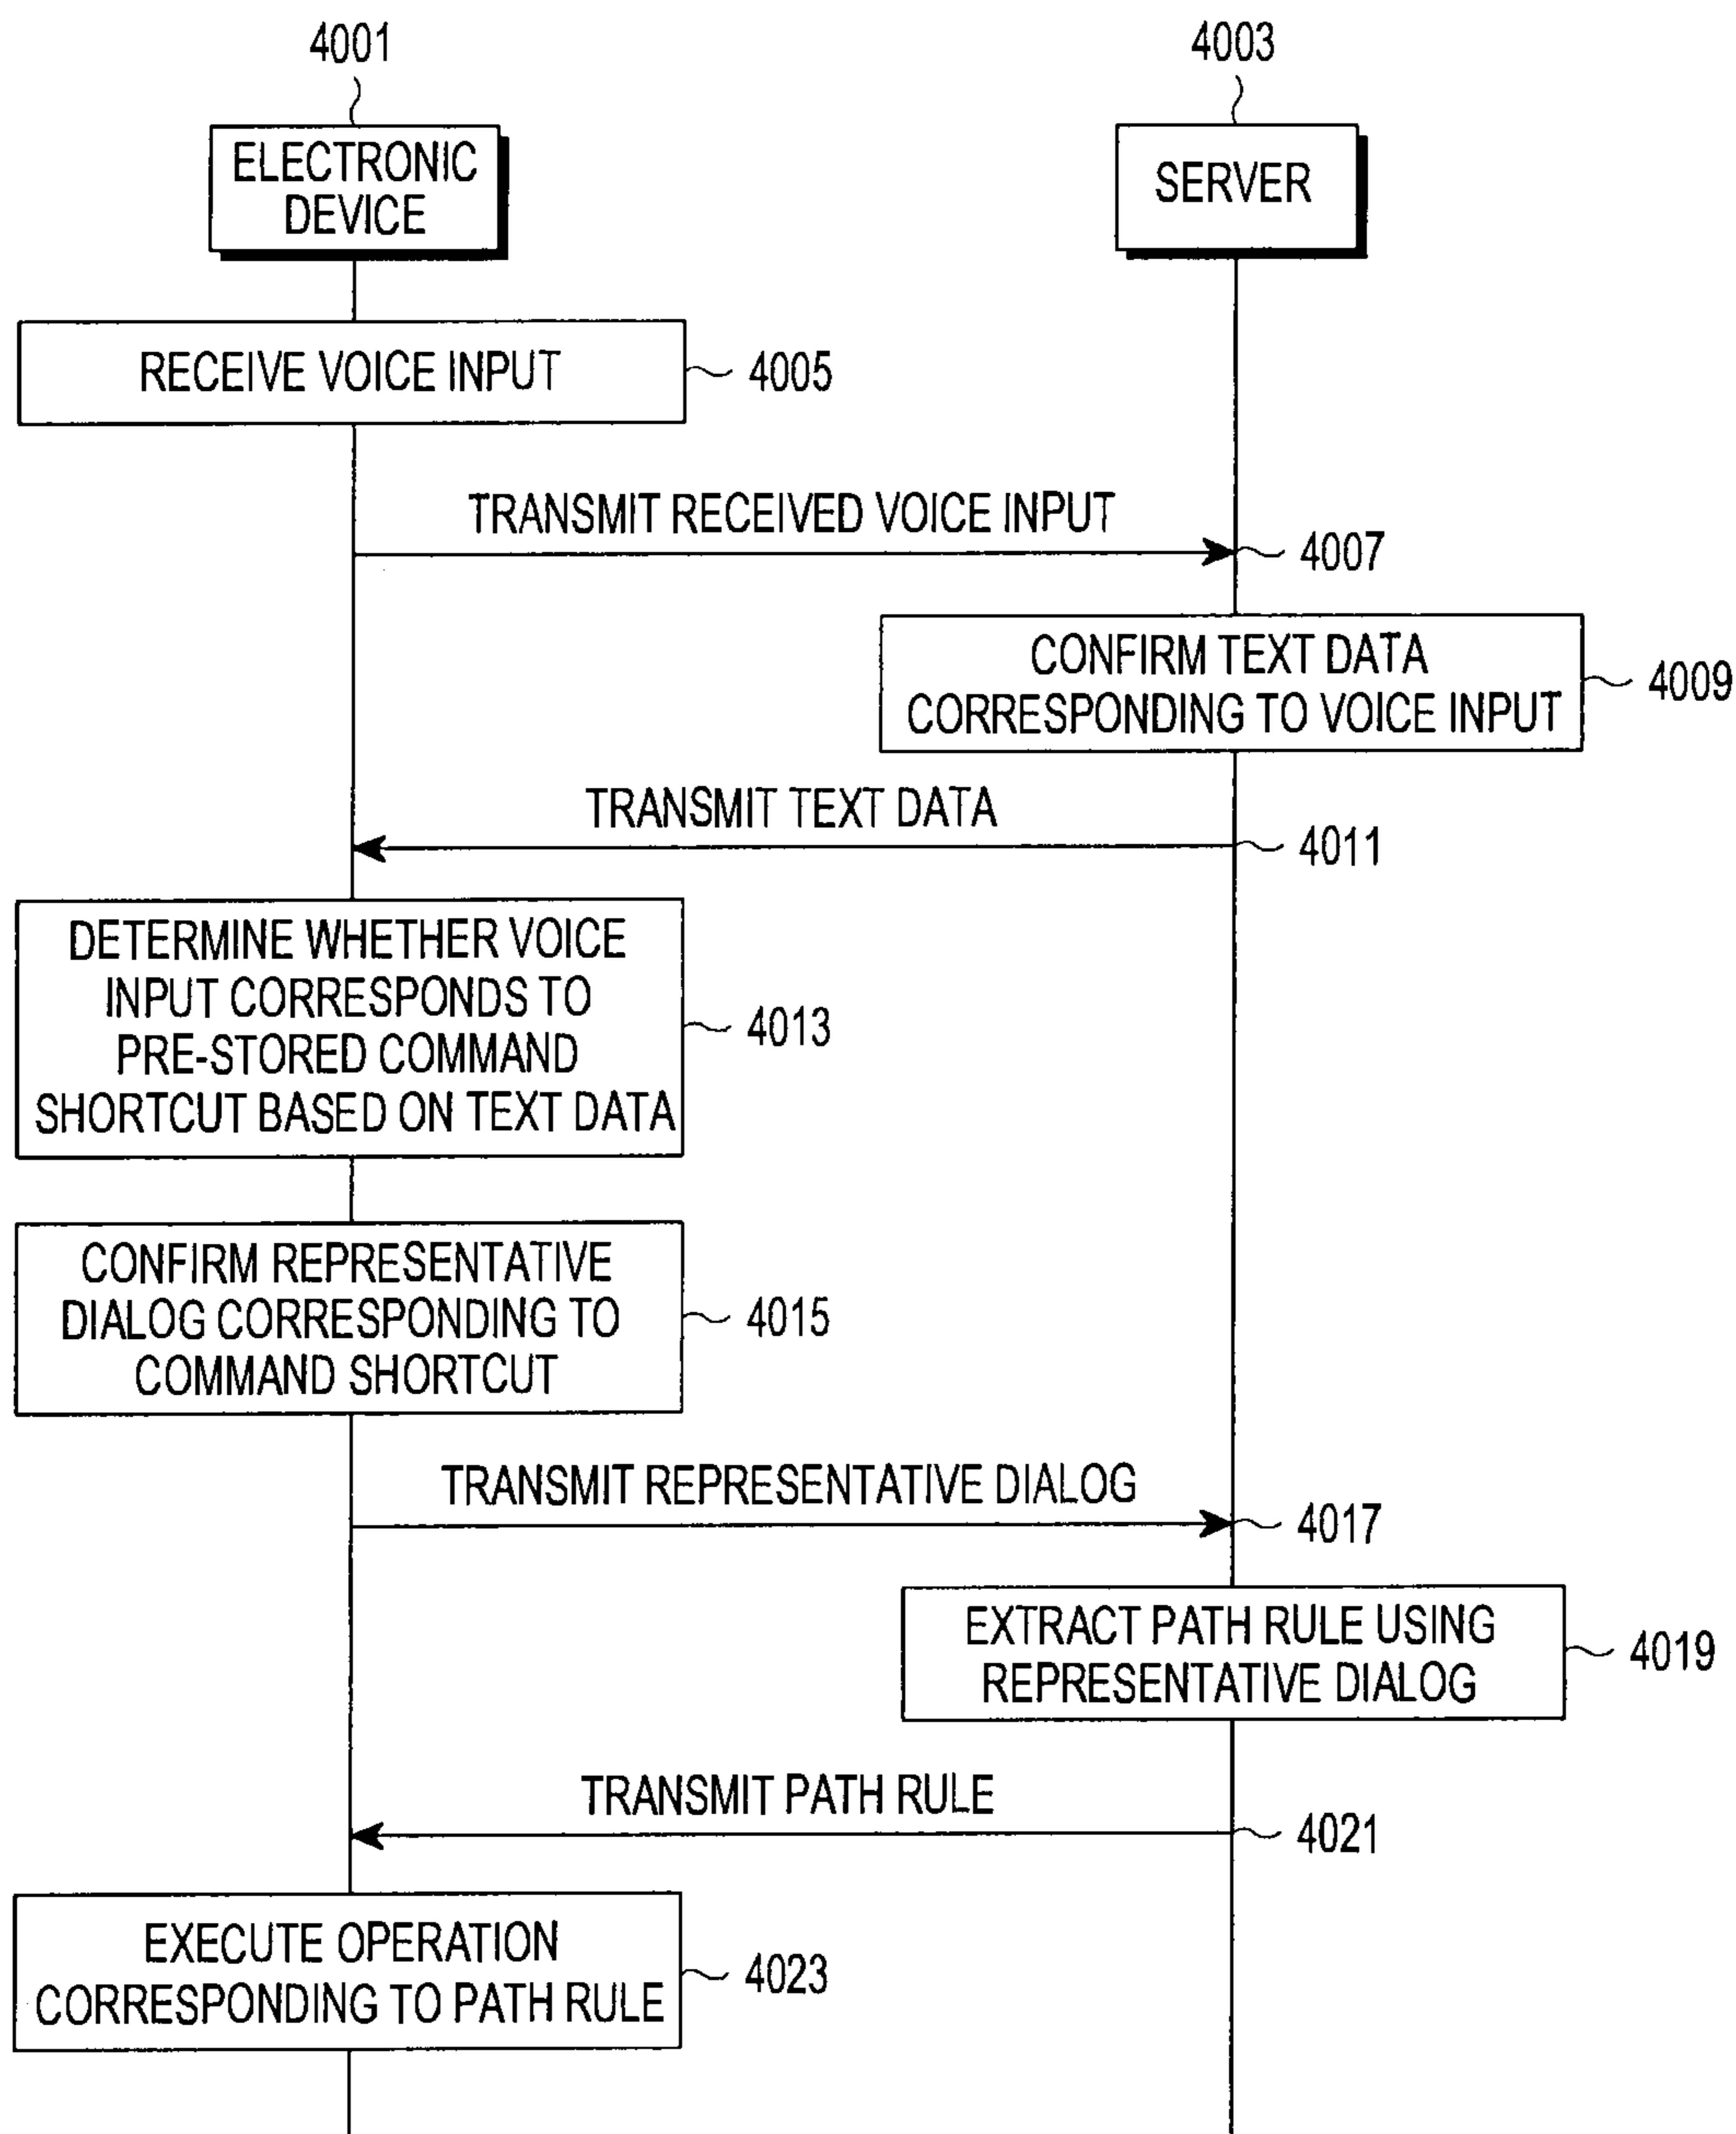 4001
4003
ELECTRONIC
DEVICE
SERVER
RECEIVE VOICE INPUT
4005
TRANSMIT RECEIVED VOICE INPUT
4007
CONFIRM TEXT DATA
CORRESPONDING TO VOICE INPUT
4009
TRANSMIT TEXT DATA
4011
DETERMINE WHETHER VOICE
INPUT CORRESPONDS TO
PRE-STORED COMMAND
SHORTCUT BASED ON TEXT DATA
4013
CONFIRM REPRESENTATIVE
DIALOG CORRESPONDING TO
COMMAND SHORTCUT
4015
TRANSMIT REPRESENTATIVE DIALOG
4017
EXTRACT PATH RULE USING
REPRESENTATIVE DIALOG
4019
TRANSMIT PATH RULE
4021
EXECUTE OPERATION
CORRESPONDING TO PATH RULE
4023